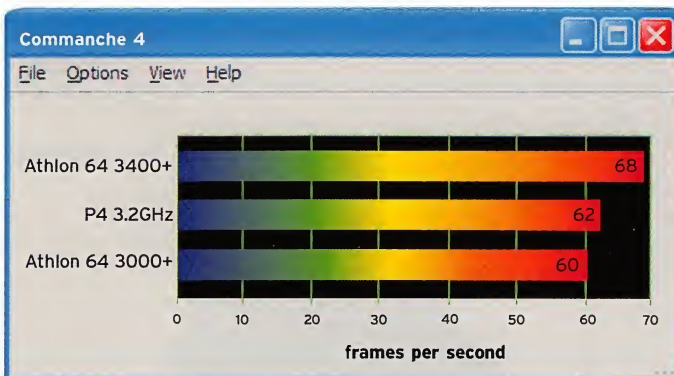 Commanche 4
File Options View Help
Athlon 64 3400+ 68
P4 3.2GHz 62
Athlon 64 3000+ 60
0 10 20 30 40 50 60 70
frames per second